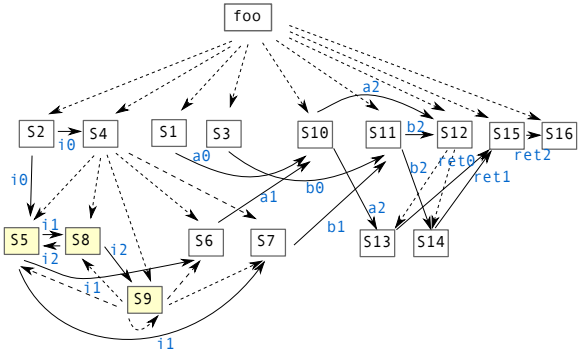 foo
a2
S2
S4
S1
S3
S10
S11
b2
S12
S15
S16
i0
a0
ret0
ret2
b2
ret1
i0
b0
a1
a2
i1
b1
S5
S8
i2
S6
S7
S13
S14
i2
i1
S9
i1